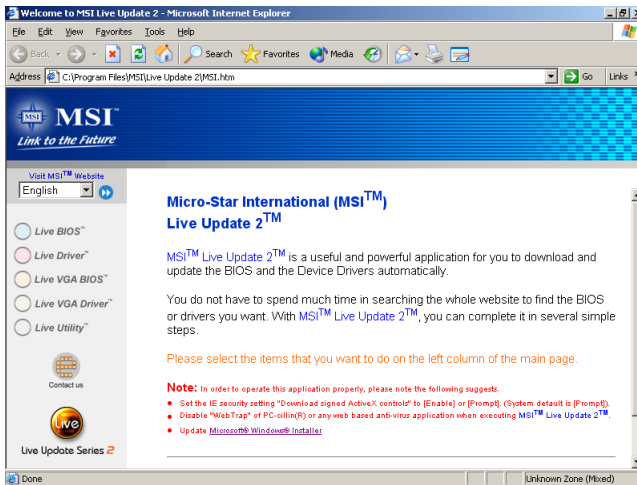 Welcome to MSI Live Update 2 - Microsoft Internet Explorer
File Edit View Favorites Tools Help
Back Search Favorites Media
Address C:\Program Files\MSI\Live Update 2\MSI.htm Go Links
MSI MSI™
Link to the Future
Visit MSI™ Website
English
Live BIOS™
Live Driver™
Live VGA BIOS™
Live VGA Driver™
Live Utility™
Contact us
Live
Live Update Series 2
Micro-Star International (MSI™)
Live Update 2™
MSI™ Live Update 2™ is a useful and powerful application for you to download and
update the BIOS and the Device Drivers automatically.
You do not have to spend much time in searching the whole website to find the BIOS
or drivers you want. With MSI™ Live Update 2™, you can complete it in several simple
steps.
Please select the items that you want to do on the left column of the main page.
Note: In order to operate this application properly, please note the following suggests.
Set the IE security setting "Download signed ActiveX controls" to [Enable] or [Prompt]. (System default is [Prompt]).
Disable "WebTrap" of PC-cillin(R) or any web based anti-virus application when executing MSI™ Live Update 2™.
Update Microsoft® Windows® Installer
Done Unknown Zone (Mixed)